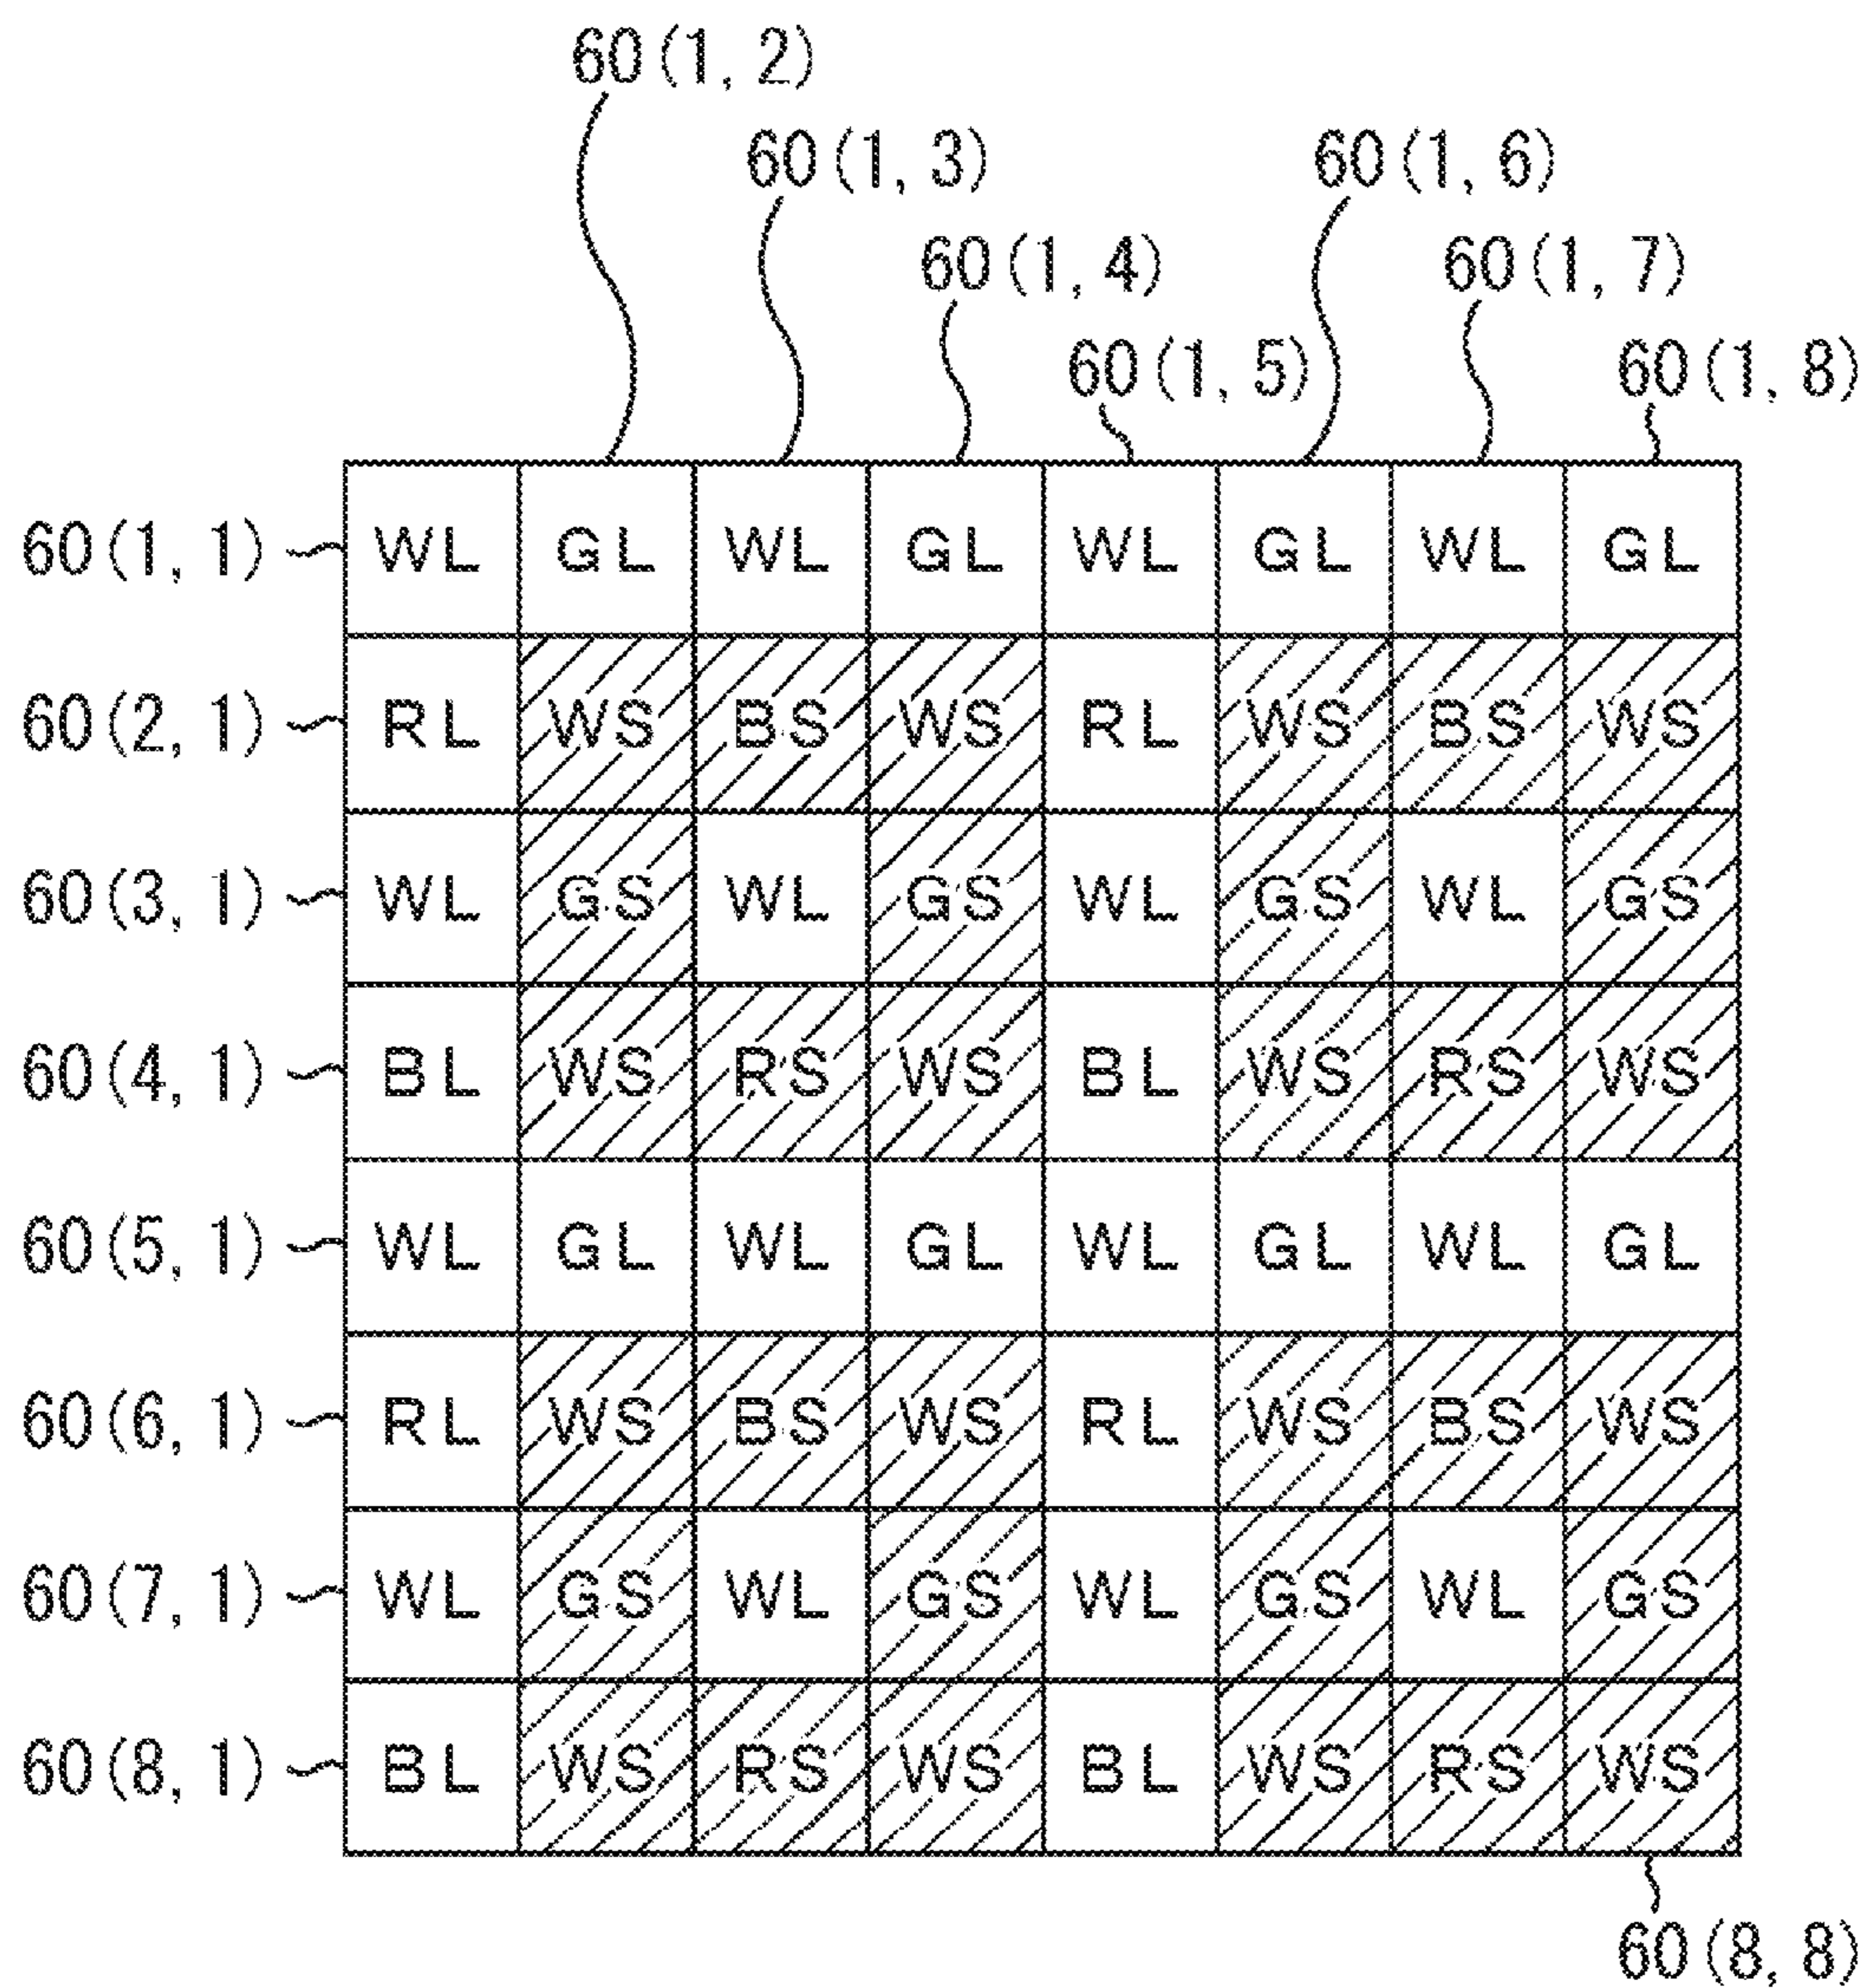 60(1, 2)
60(1, 3)
60(1, 6)
60(1, 4)
60(1, 7)
60(1, 5)
60(1, 8)
60(1, 1) WL GL WL GL WL GL WL GL
60(2, 1) RL WS BS WS RL WS BS WS
60(3, 1) WL GS WL GS WL GS WL GS
60(4, 1) BL WS RS WS BL WS RS WS
60(5, 1) WL GL WL GL WL GL WL GL
60(6, 1) RL WS BS WS RL WS BS WS
60(7, 1) WL GS WL GS WL GS WL GS
60(8, 1) BL WS RS WS BL WS RS WS
60(8, 8)